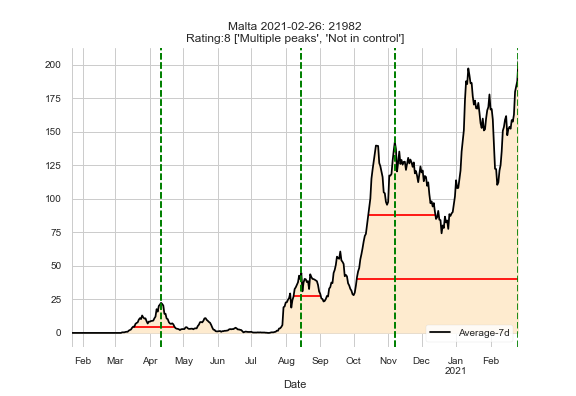 Malta 2021-02-26: 21982
Rating:8 ['Multiple peaks', 'Not in control']
200
175
150
125
100
75
50
25
0
Average-7d
Feb Mar Apr May Jun Jul Aug Sep Oct Nov Dec Jan Feb
2021
Date